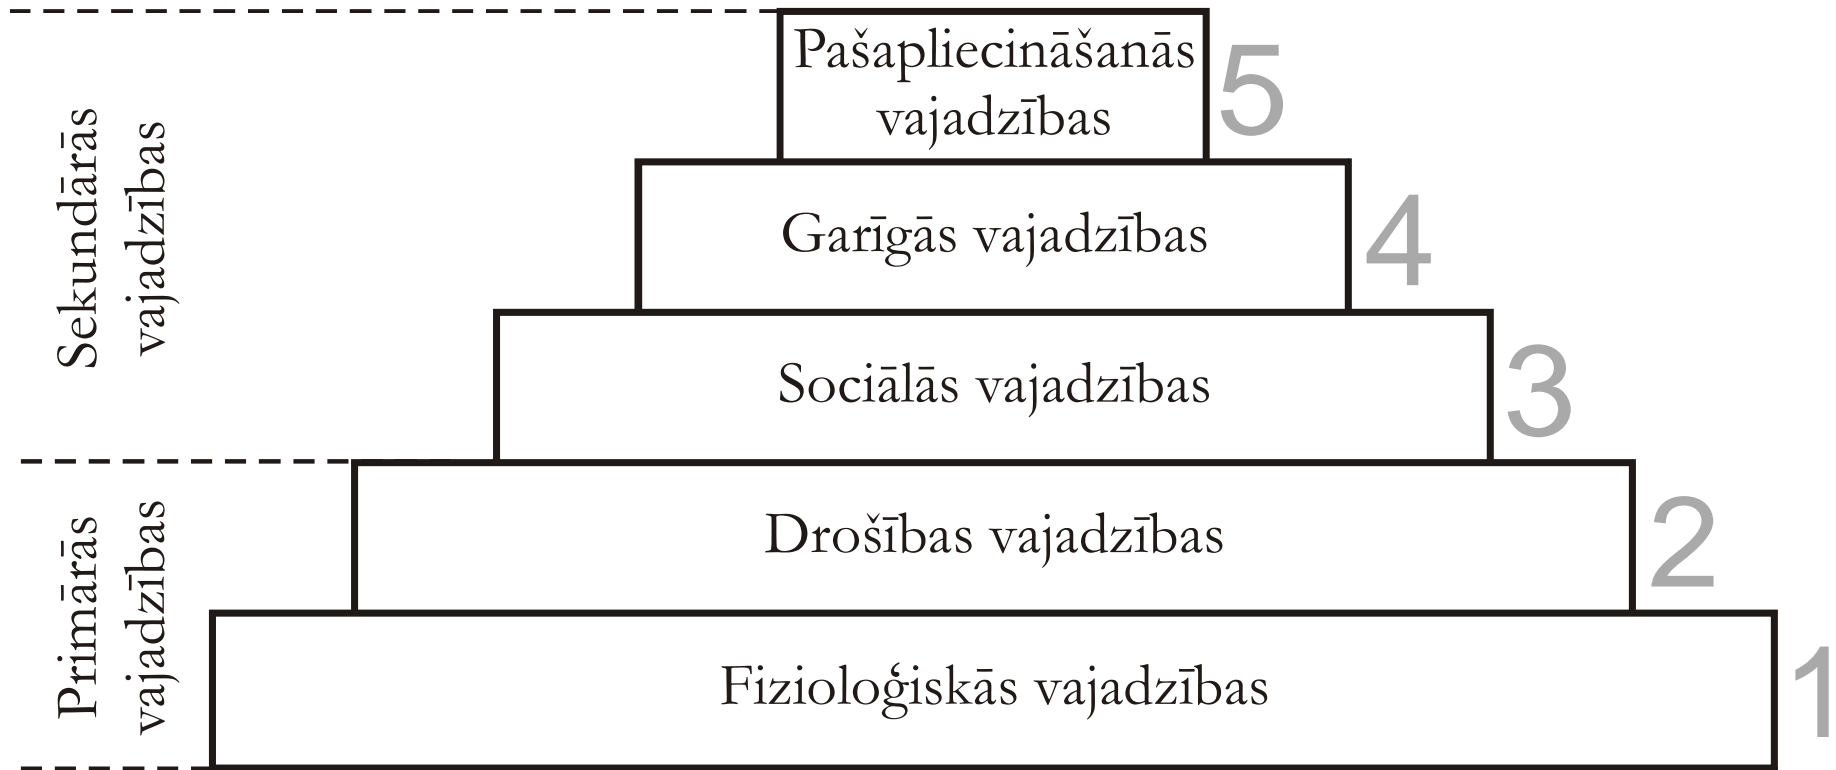 Pašapliecināšanās
vajadzības
5
Garīgās vajadzības
4
Sociālās vajadzības
3
Drošības vajadzības
2
Fizioloģiskās vajadzības
1
Sekundārās
vajadzības
Primārās
vajadzības